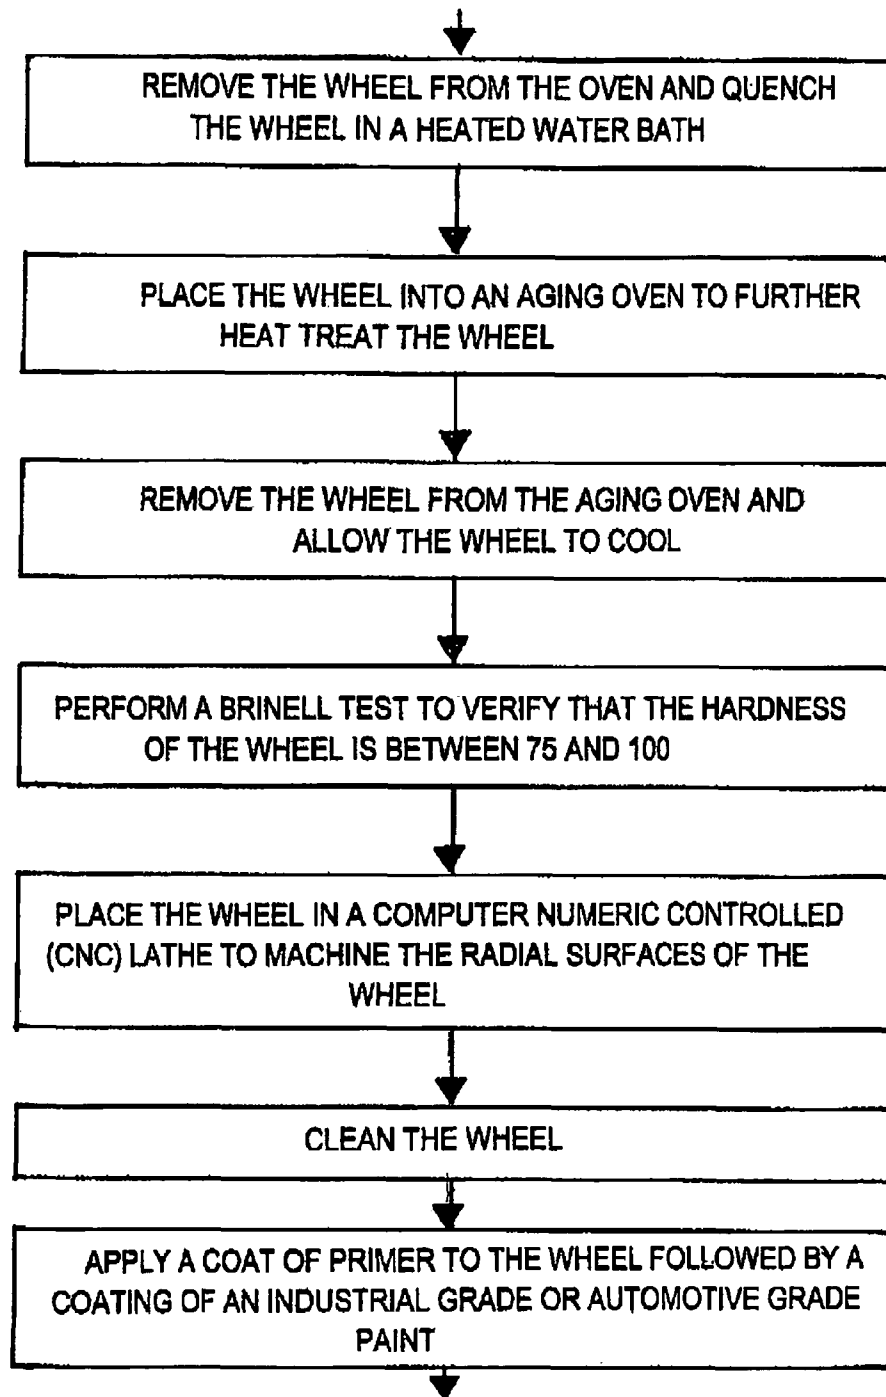 REMOVE THE WHEEL FROM THE OVEN AND QUENCH
THE WHEEL IN A HEATED WATER BATH
PLACE THE WHEEL INTO AN AGING OVEN TO FURTHER
HEAT TREAT THE WHEEL
REMOVE THE WHEEL FROM THE AGING OVEN AND
ALLOW THE WHEEL TO COOL
PERFORM A BRINELL TEST TO VERIFY THAT THE HARDNESS
OF THE WHEEL IS BETWEEN 75 AND 100
PLACE THE WHEEL IN A COMPUTER NUMERIC CONTROLLED
(CNC) LATHE TO MACHINE THE RADIAL SURFACES OF THE
WHEEL
CLEAN THE WHEEL
APPLY A COAT OF PRIMER TO THE WHEEL FOLLOWED BY A
COATING OF AN INDUSTRIAL GRADE OR AUTOMOTIVE GRADE
PAINT